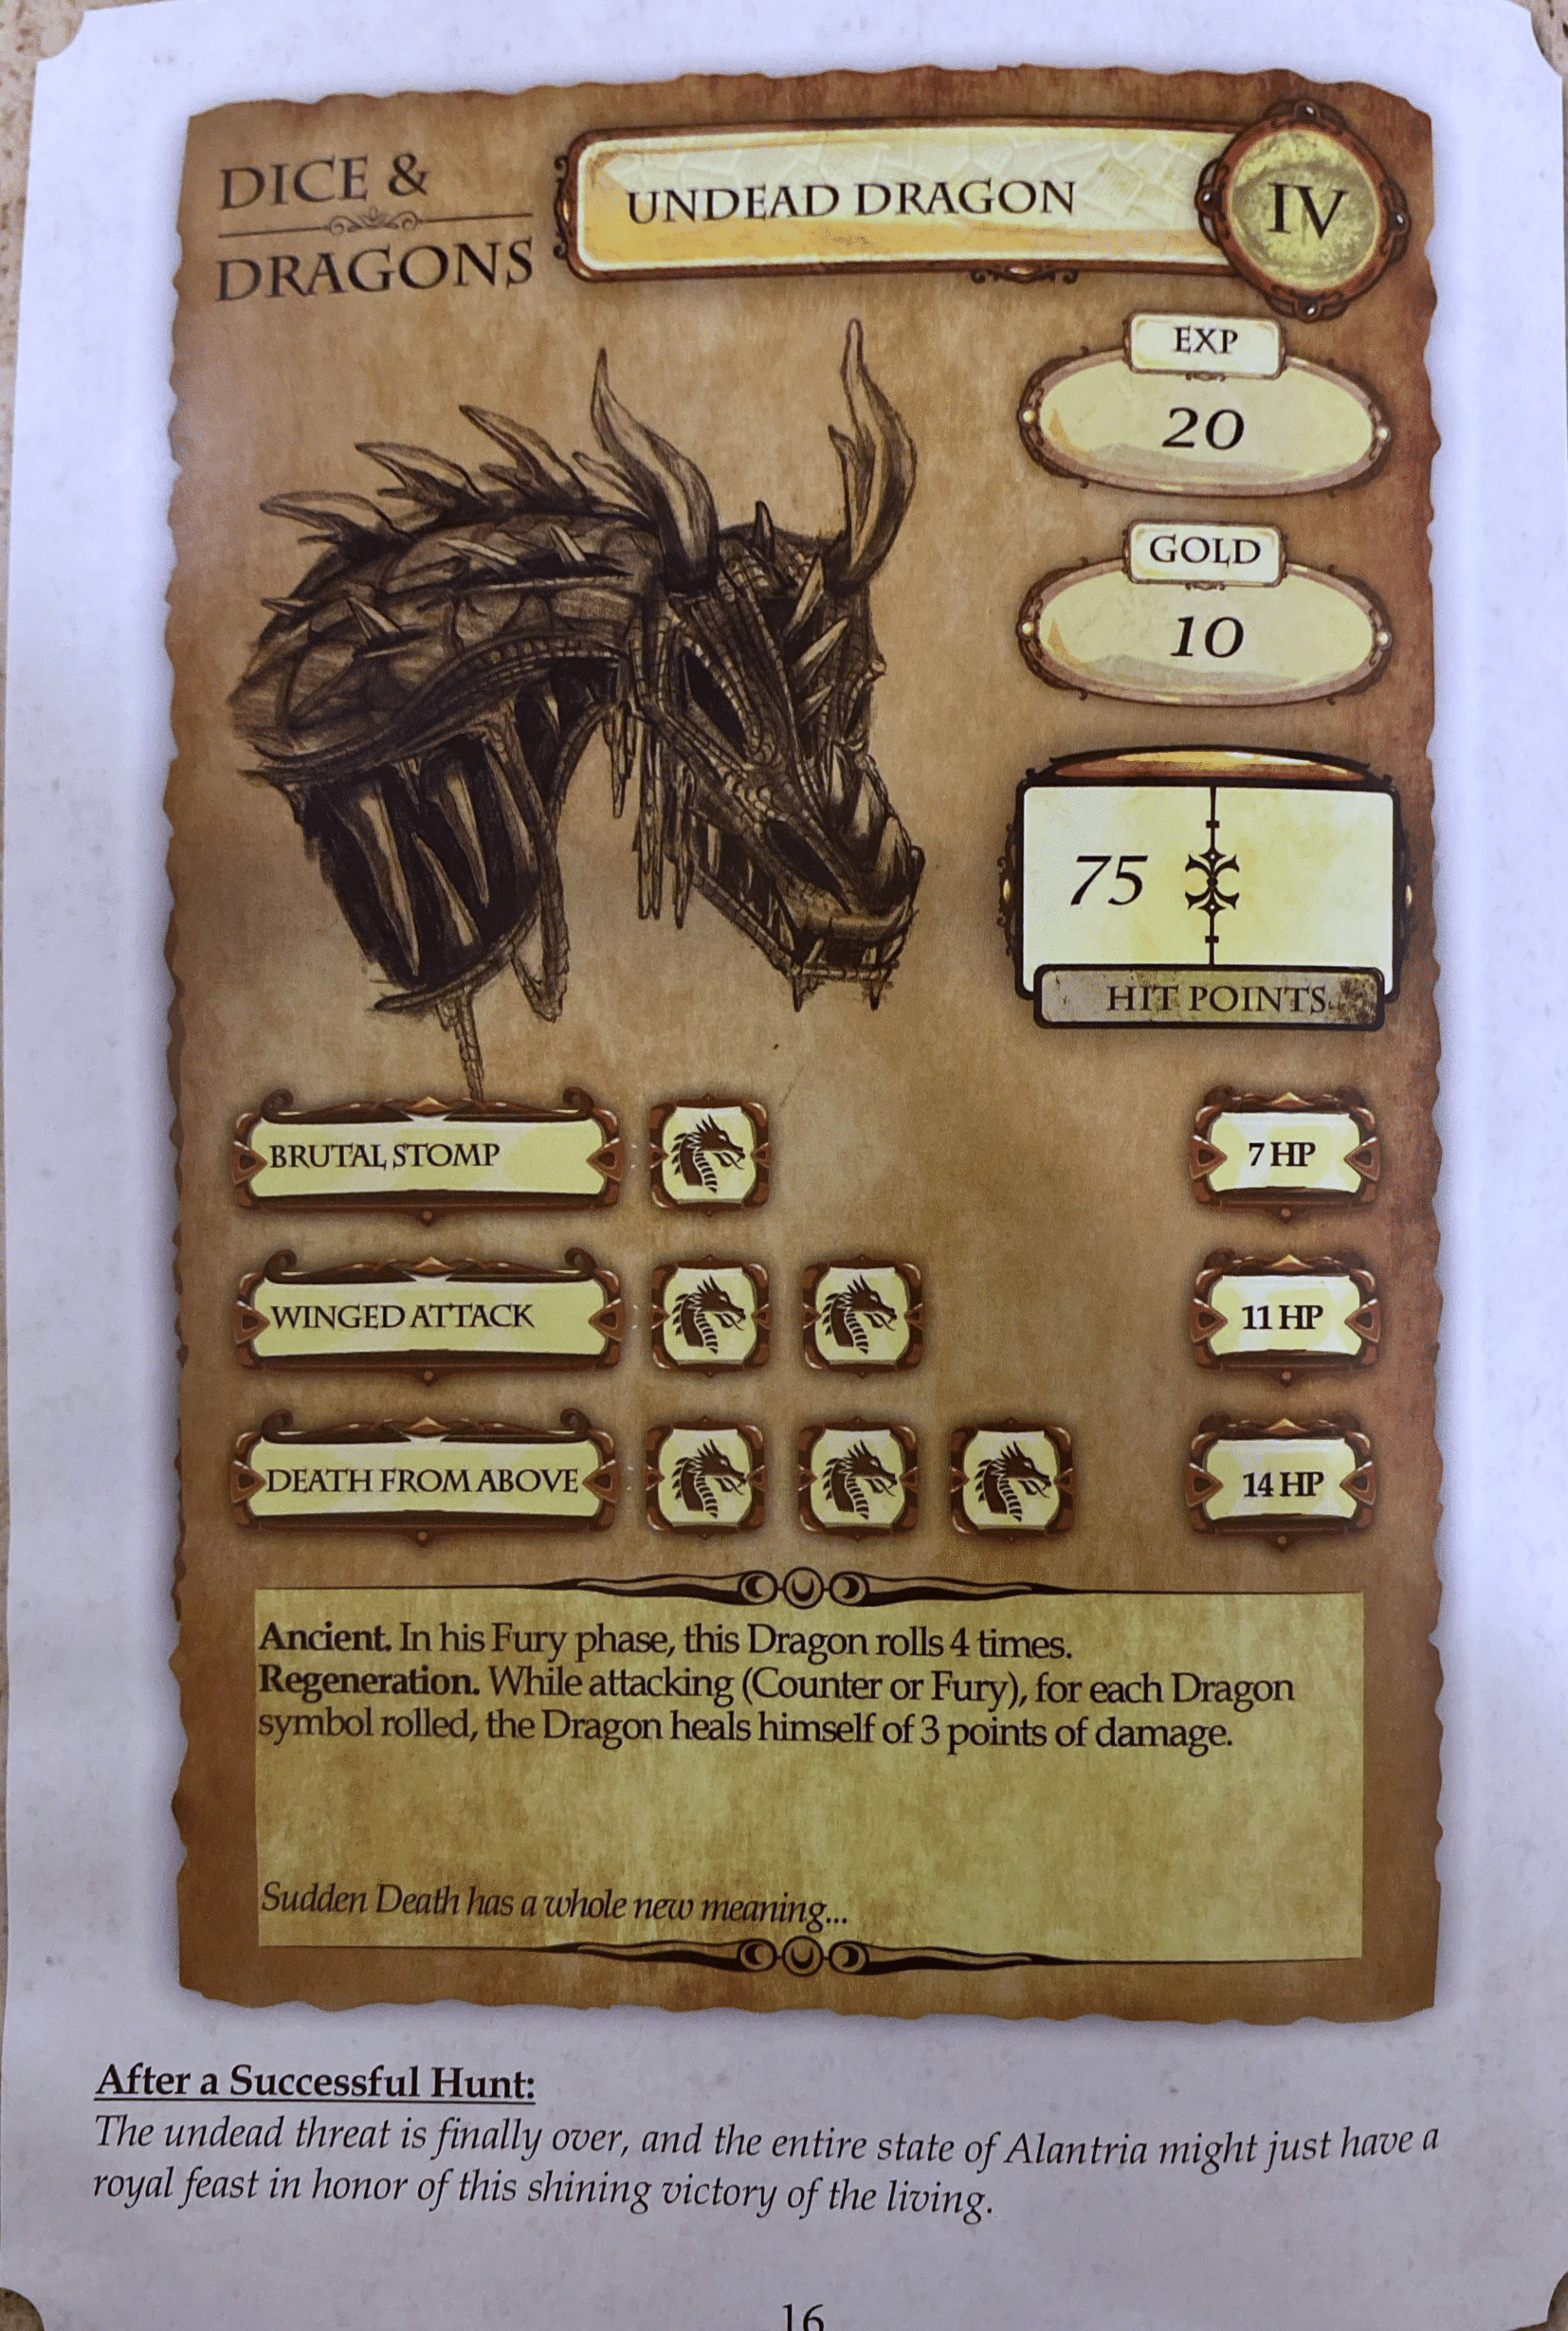 DICE &
DRAGONS
UNDEAD DRAGON
IV
EXP
20
GOLD
10
75
HIT POINTS
BRUTAL STOMP
7 HP
WINGED ATTACK
11 HP
DEATH FROM ABOVE
14 HP
Ancient. In his Fury phase, this Dragon rolls 4 times.
Regeneration. While attacking (Counter or Fury), for each Dragon
symbol rolled, the Dragon heals himself of 3 points of damage.
Sudden Death has a whole new meaning...
After a Successful Hunt:
The undead threat is finally over, and the entire state of Alantria might just have a
royal feast in honor of this shining victory of the living.
16